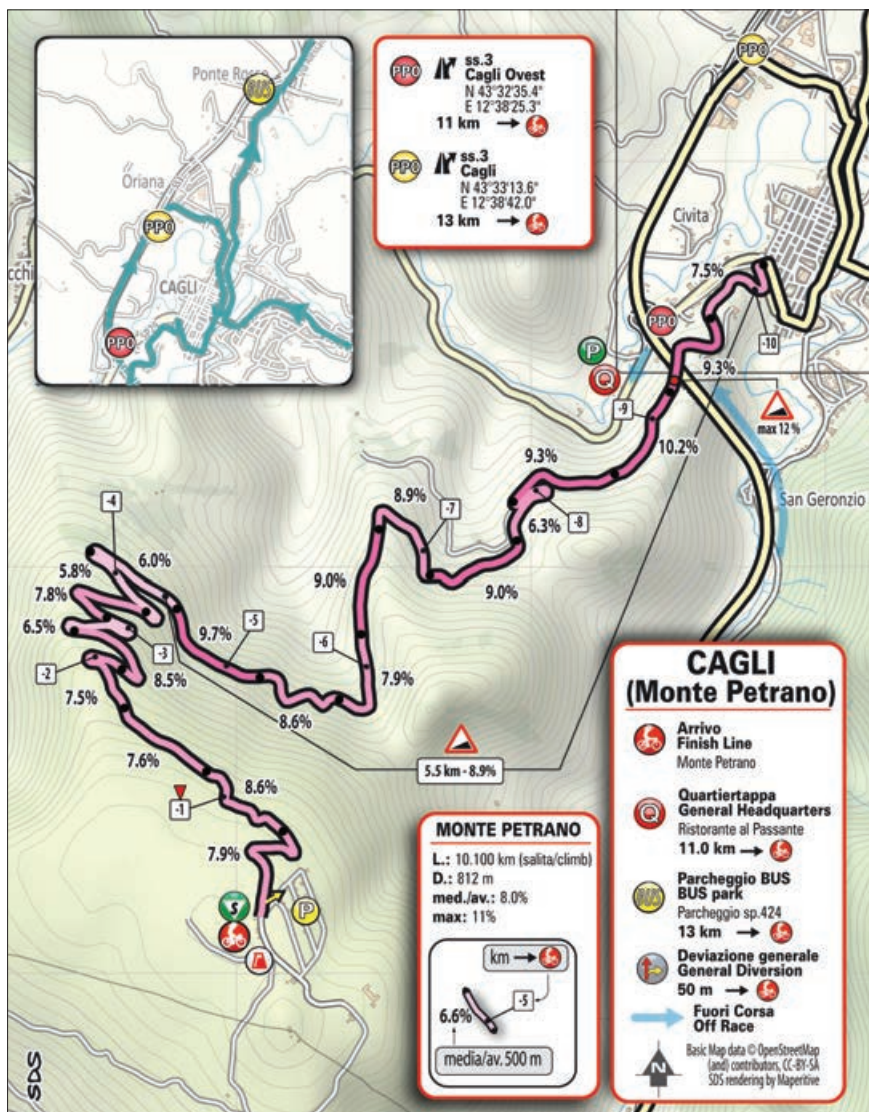 Ponte Rosso
BUS
Oriana
PPO
CAGLI
PPO
PPO
ss.3
Cagli Ovest
N 43°32'35.4"
E 12°38'25.3"
11 km
PPO
ss.3
Cagli
N 43°33'13.6"
E 12°38'42.0"
13 km
PPO
Civita
7.5%
PPO
P
Q
-10
9.3%
-9
max 12 %
10.2%
9.3%
San Geronzio
-8
8.9%
-7
6.3%
-4
6.0%
5.8%
9.0%
9.0%
7.8%
9.7%
-5
6.5%
-6
-3
-2
8.5%
7.9%
7.5%
8.6%
7.6%
5.5 km - 8.9%
8.6%
-1
7.9%
S
P
MONTE PETRANO
L.: 10.100 km (salita/climb)
D.: 812 m
med./av.: 8.0%
max: 11%
km
-5
6.6%
media/av. 500 m
CAGLI
(Monte Petrano)
Arrivo
Finish Line
Monte Petrano
Q
Quartiertappa
General Headquarters
Ristorante al Passante
11.0 km
BUS
Parcheggio BUS
BUS park
Parcheggio sp.424
13 km
Deviazione generale
General Diversion
50 m
Fuori Corsa
Off Race
N
Basic Map data © OpenStreetMap
(and) contributors, CC-BY-SA
SDS rendering by Maperitive
SDS